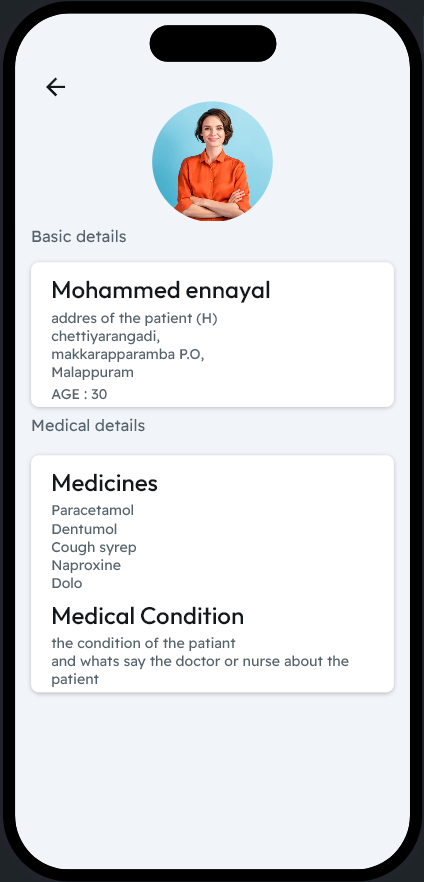 Basic details
Mohammed ennayal
addres of the patient (H)
chettiyarangadi,
makkarapparamba P.O,
Malappuram
AGE : 30
Medical details
Medicines
Paracetamol
Dentumol
Cough syrep
Naproxine
Dolo
Medical Condition
the condition of the patiant
and whats say the doctor or nurse about the
patient